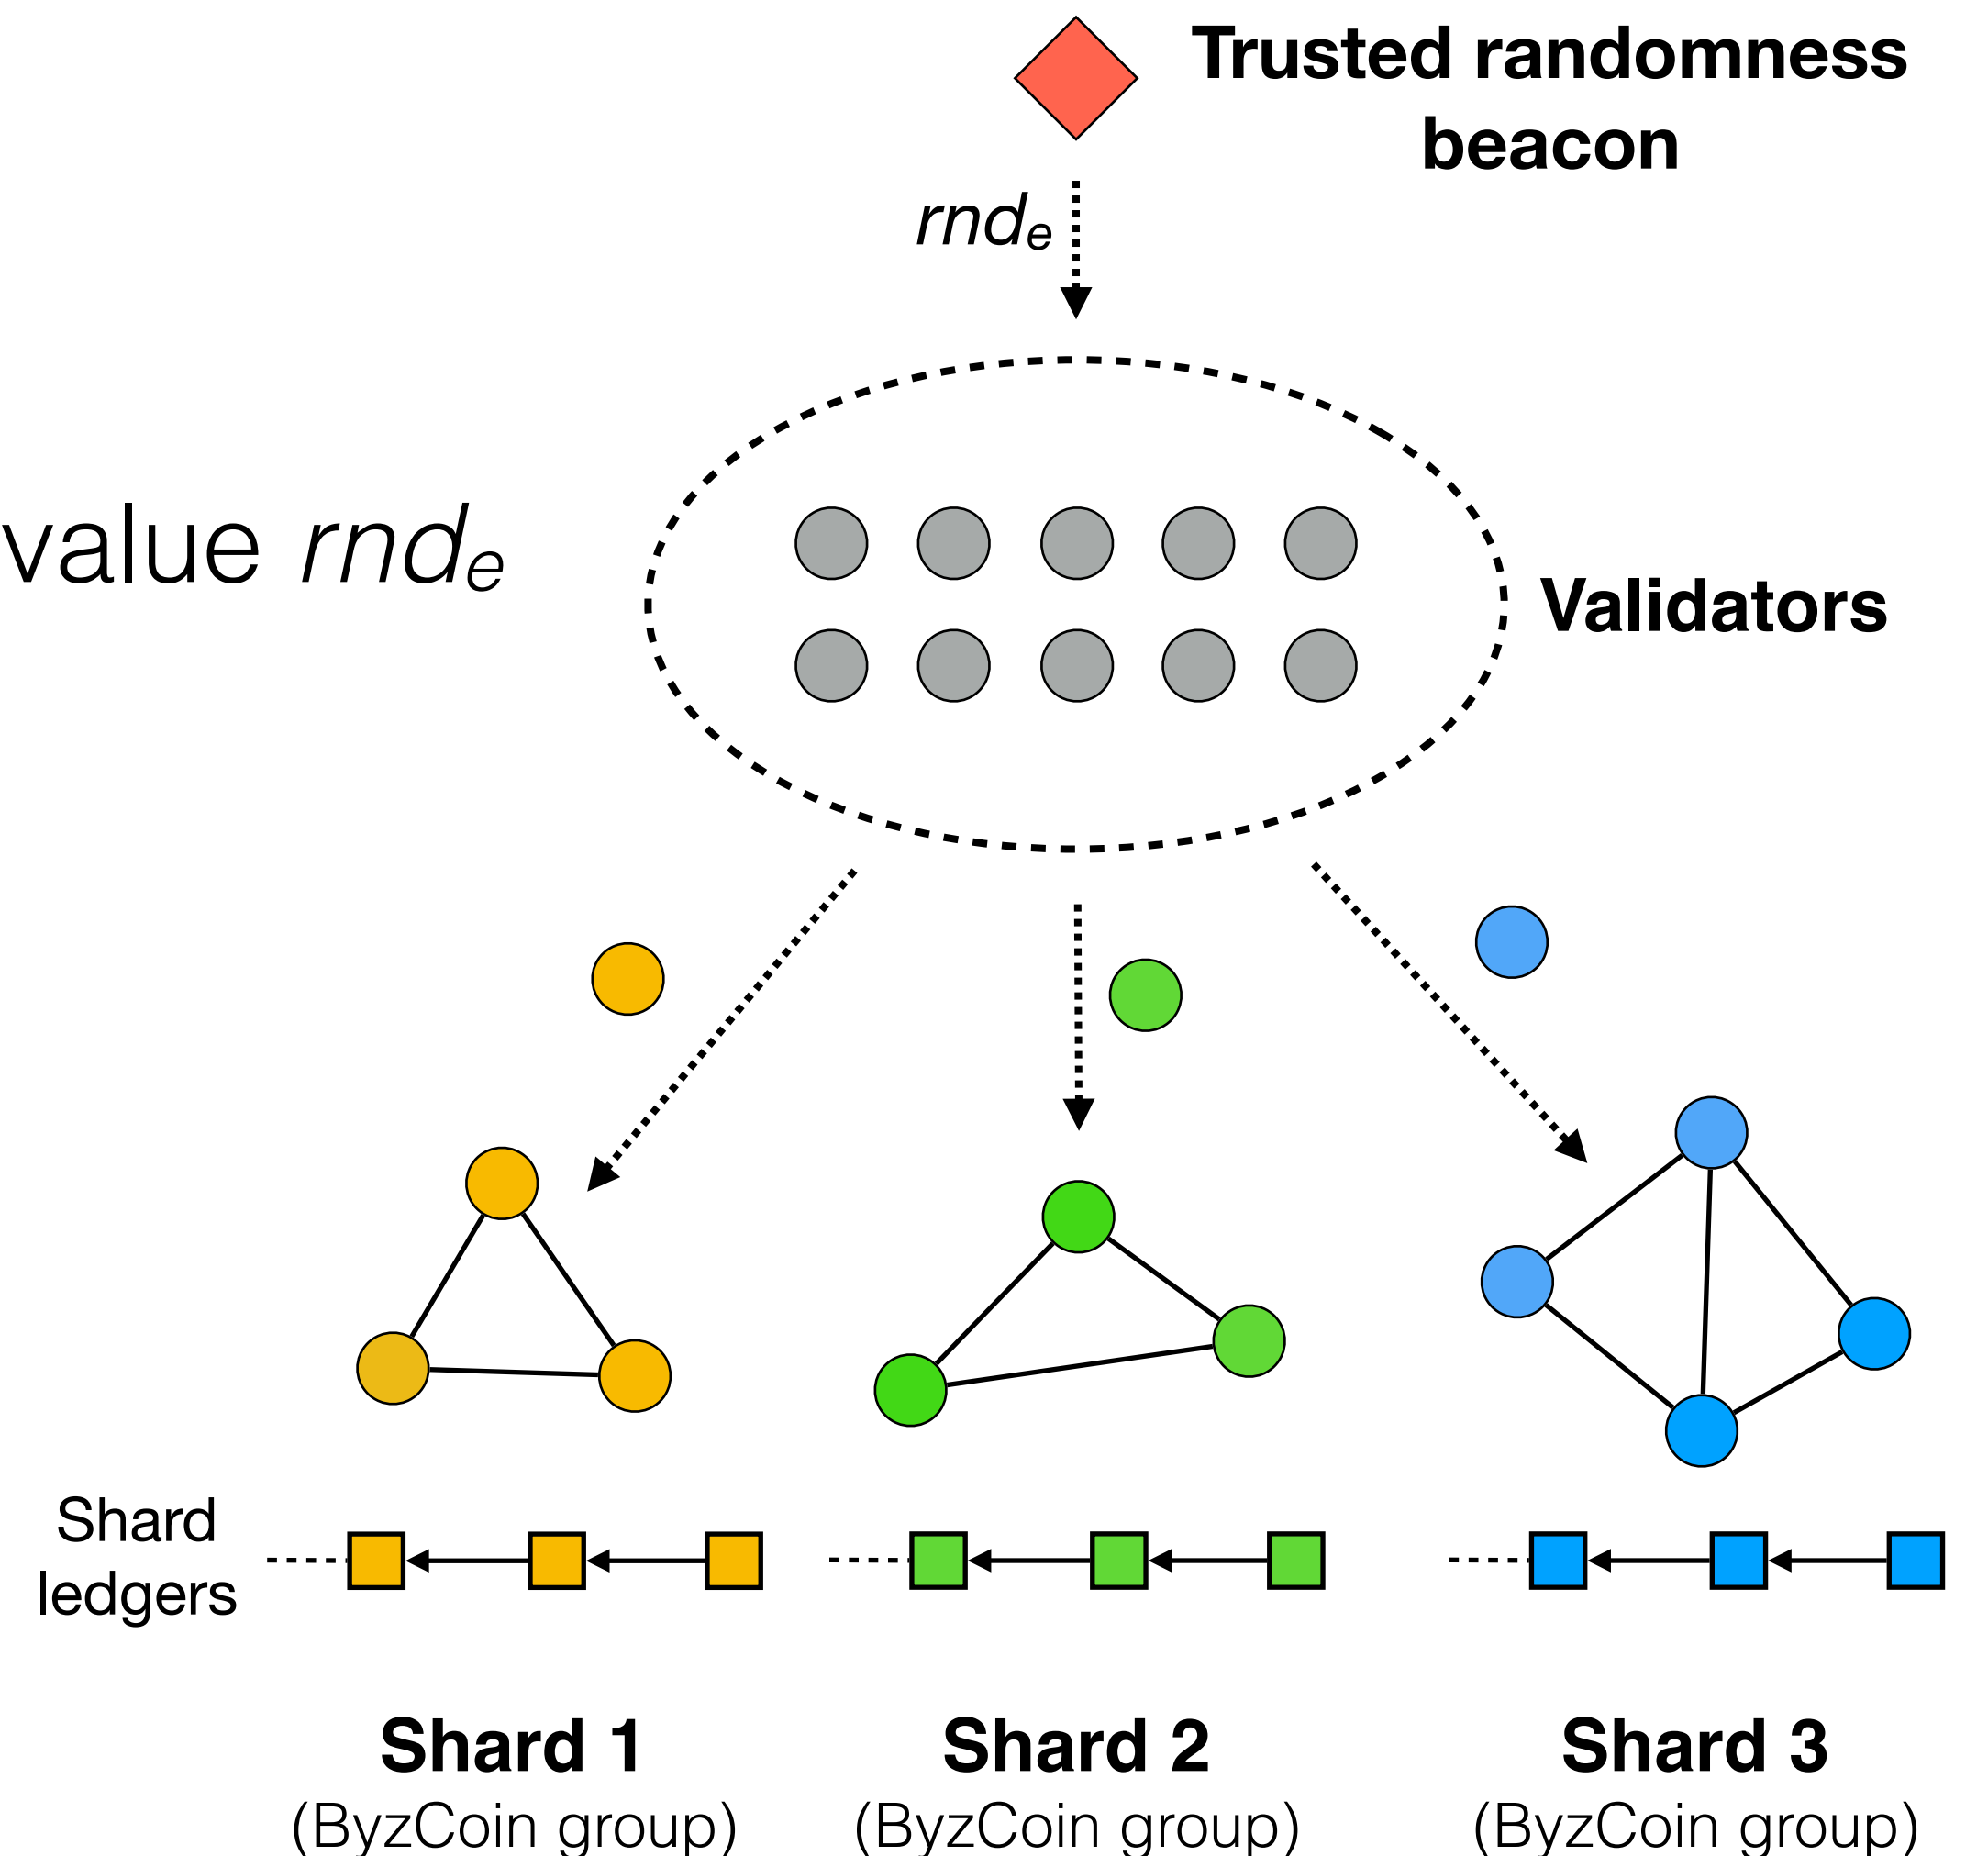 Trusted randomness
beacon
rnde
value rnde
Validators
Shard
ledgers
Shard 1
(ByzCoin group)
Shard 2
(ByzCoin group)
Shard 3
(ByzCoin group)